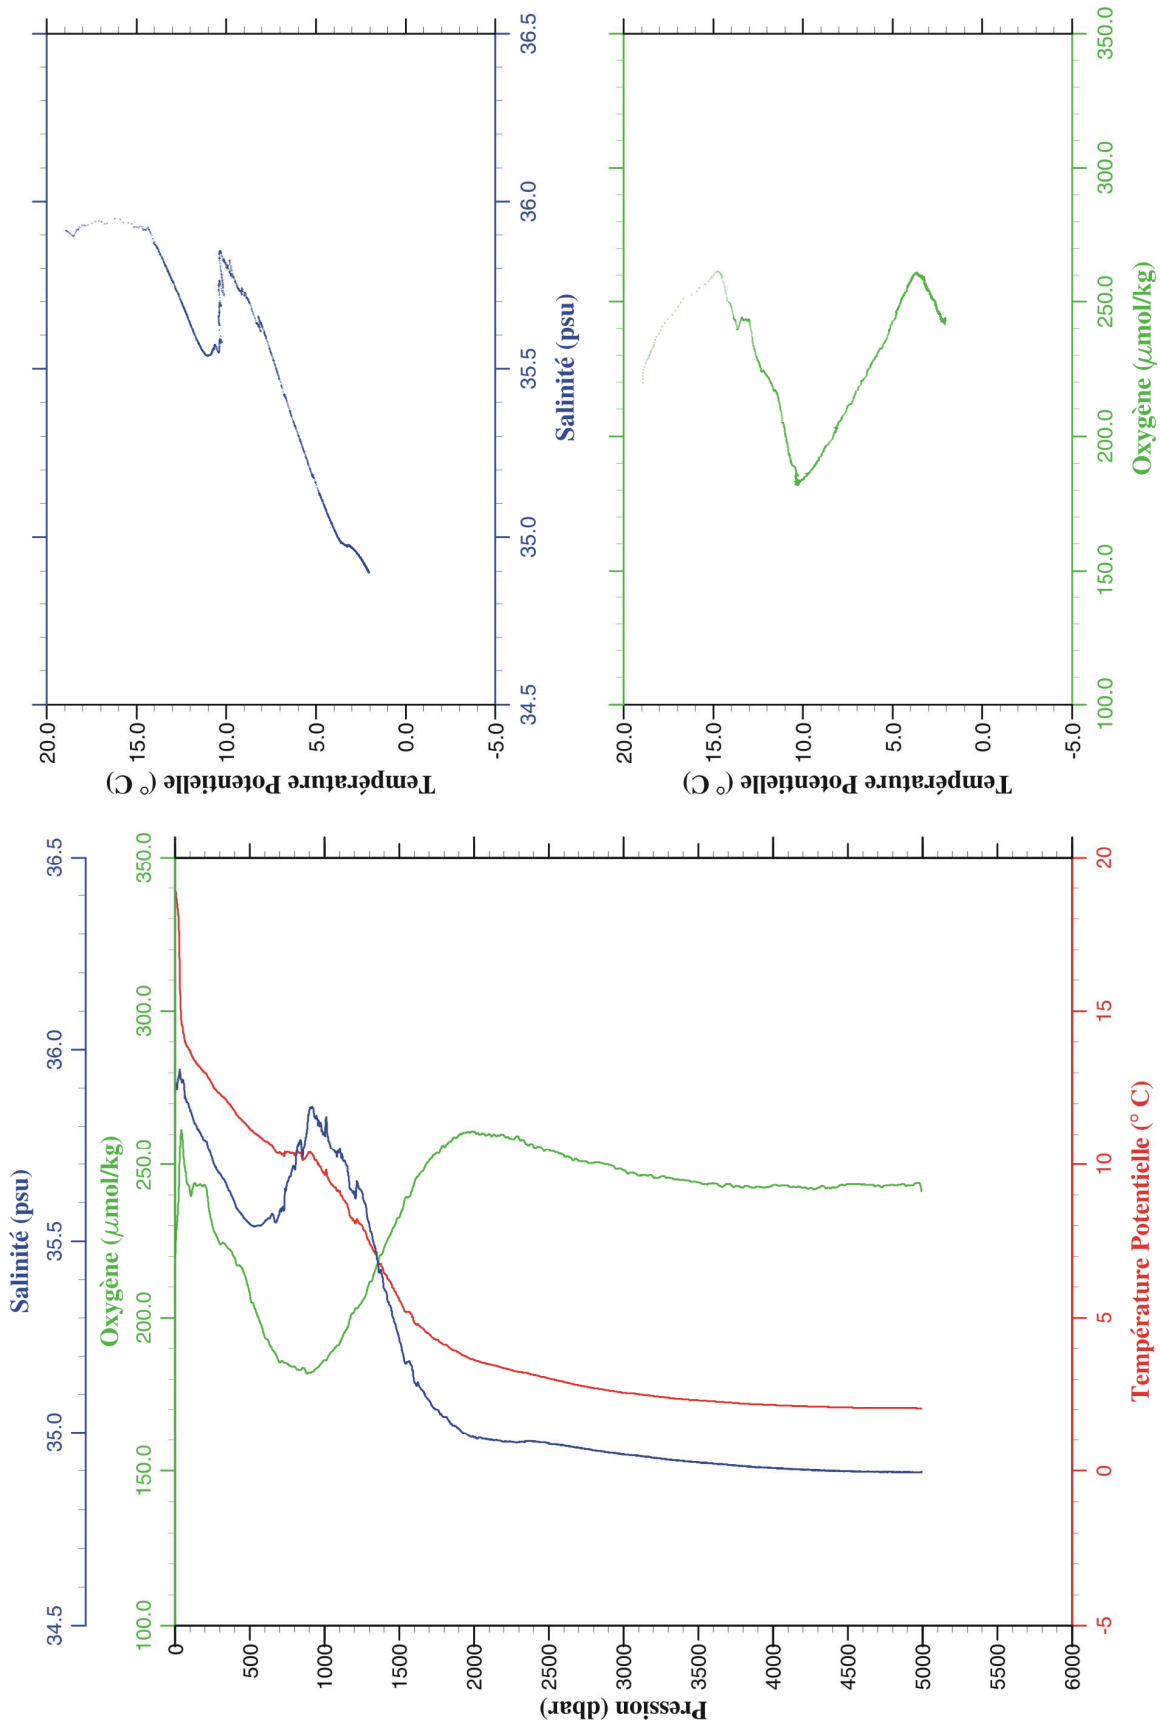 Salinité (psu)
34.5 35.0 35.5 36.0 36.5
Oxygène (μmol/kg)
100.0 150.0 200.0 250.0 300.0 350.0
Pression (dbar)
0
500
1000
1500
2000
2500
3000
3500
4000
4500
5000
5500
6000
-5 0 5 10 15 20
Température Potentielle (° C)
Température Potentielle (° C)
20.0
15.0
10.0
5.0
0.0
-5.0
34.5 35.0 35.5 36.0 36.5
Salinité (psu)
Température Potentielle (° C)
20.0
15.0
10.0
5.0
0.0
-5.0
100.0 150.0 200.0 250.0 300.0 350.0
Oxygène (μmol/kg)